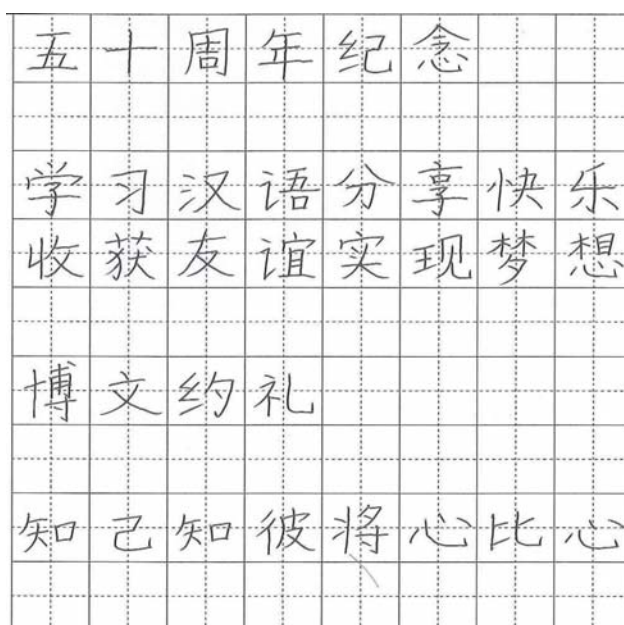 五十周年纪念
学习汉语分享快乐
收获友谊实现梦想
博文约礼
知己知彼将心比心